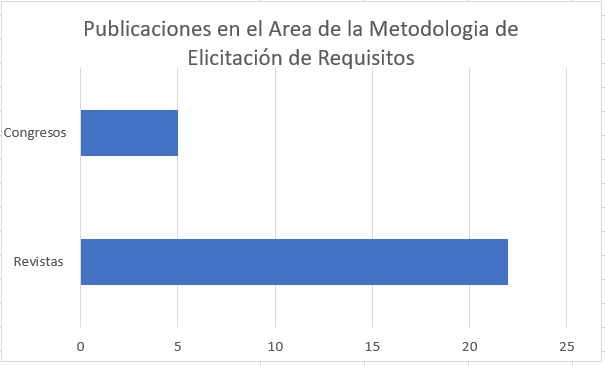 Publicaciones en el Area de la Metodologia de
Elicitación de Requisitos
Congresos
Revistas
0 5 10 15 20 25